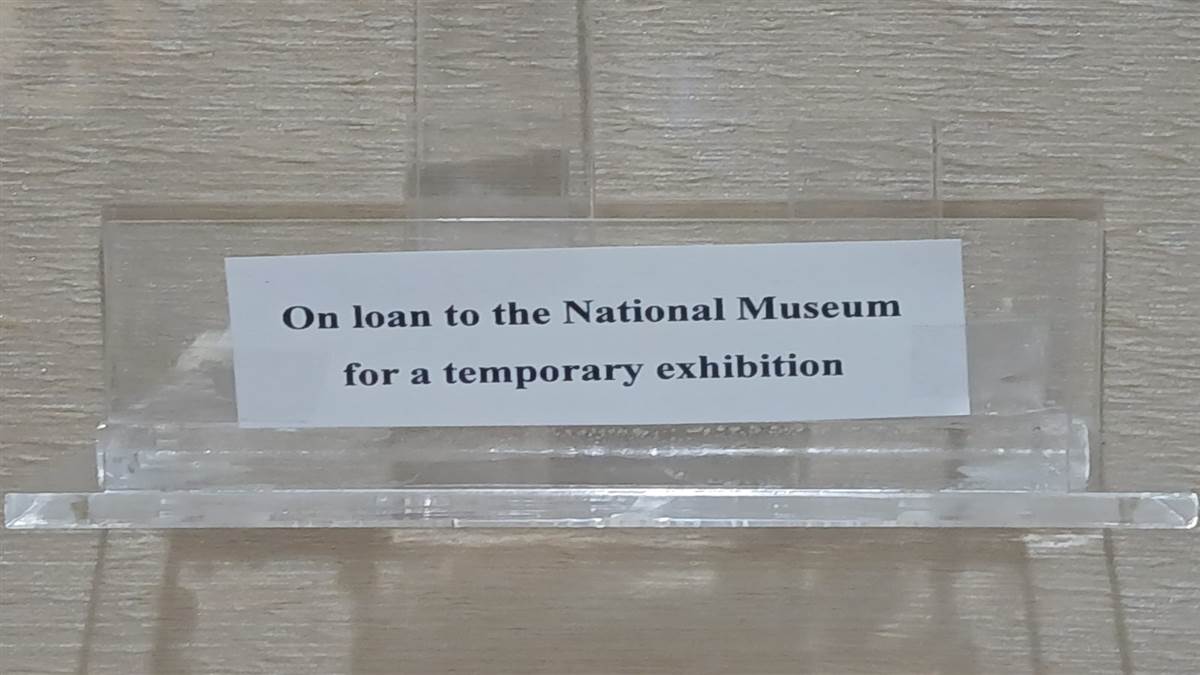 On loan to the National Museum
for a temporary exhibition